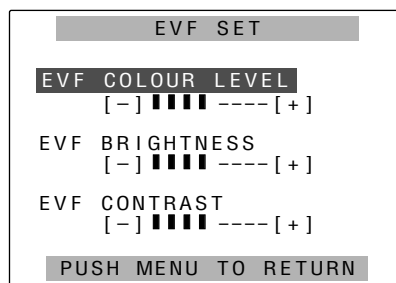 EVF SET
EVF COLOUR LEVEL
[-]▮▮▮▮----[+]
EVF BRIGHTNESS
[-]▮▮▮▮----[+]
EVF CONTRAST
[-]▮▮▮▮----[+]
PUSH MENU TO RETURN